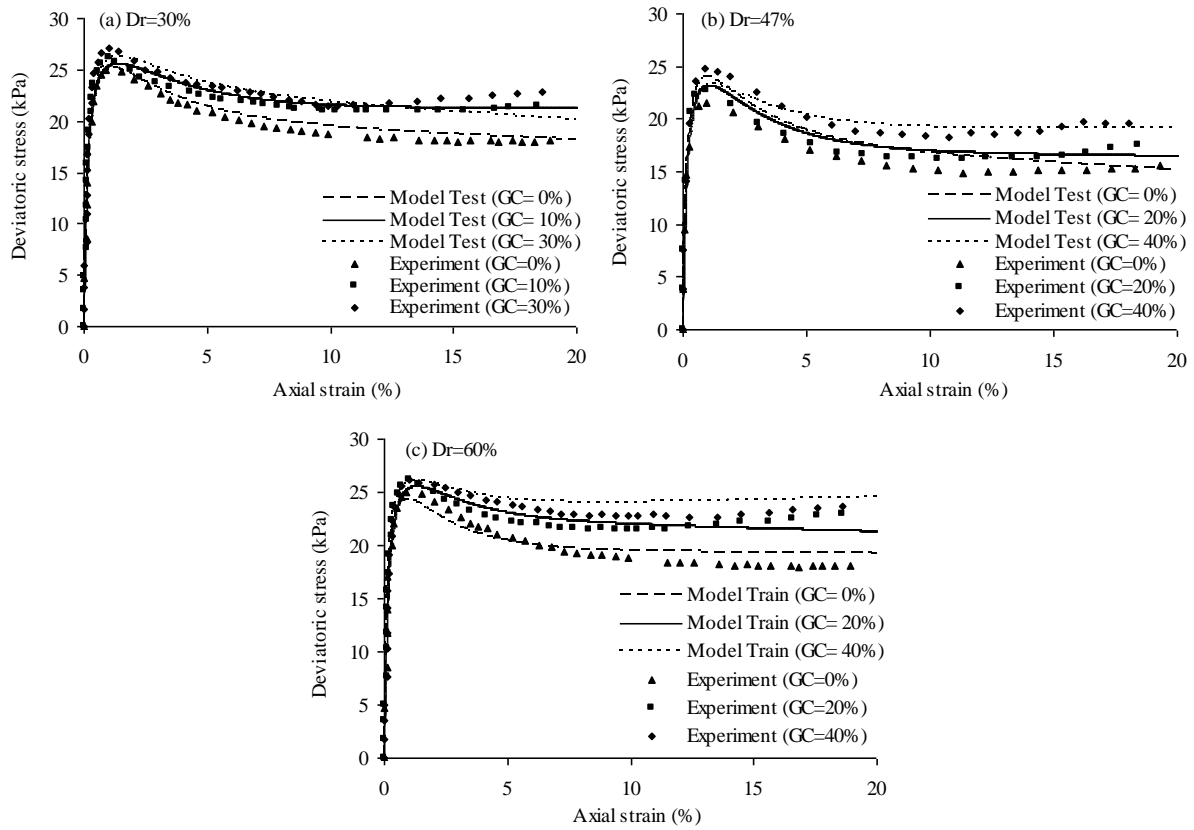 (a) Dr=30%
Deviatoric stress (kPa)
30
25
20
15
10
5
0
Model Test (GC= 0%)
Model Test (GC= 10%)
Model Test (GC= 30%)
Experiment (GC=0%)
Experiment (GC=10%)
Experiment (GC=30%)
0 5 10 15 20
Axial strain (%)
(b) Dr=47%
Deviatoric stress (kPa)
30
25
20
15
10
5
0
Model Test (GC= 0%)
Model Test (GC= 20%)
Model Test (GC= 40%)
Experiment (GC=0%)
Experiment (GC=20%)
Experiment (GC=40%)
0 5 10 15 20
Axial strain (%)
(c) Dr=60%
Deviatoric stress (kPa)
30
25
20
15
10
5
0
Model Train (GC= 0%)
Model Train (GC= 20%)
Model Train (GC= 40%)
Experiment (GC=0%)
Experiment (GC=20%)
Experiment (GC=40%)
0 5 10 15 20
Axial strain (%)